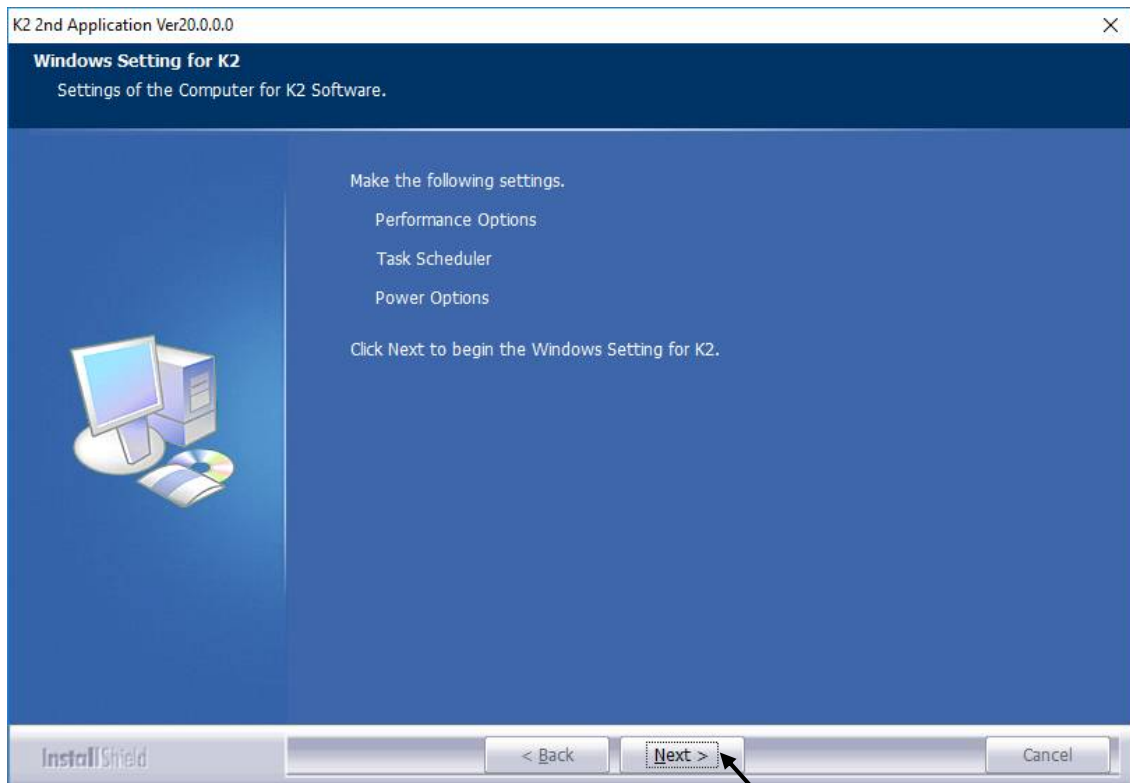 K2 2nd Application Ver20.0.0.0
Windows Setting for K2
Settings of the Computer for K2 Software.
Make the following settings.
Performance Options
Task Scheduler
Power Options
Click Next to begin the Windows Setting for K2.
InstallShield
< Back Next > Cancel